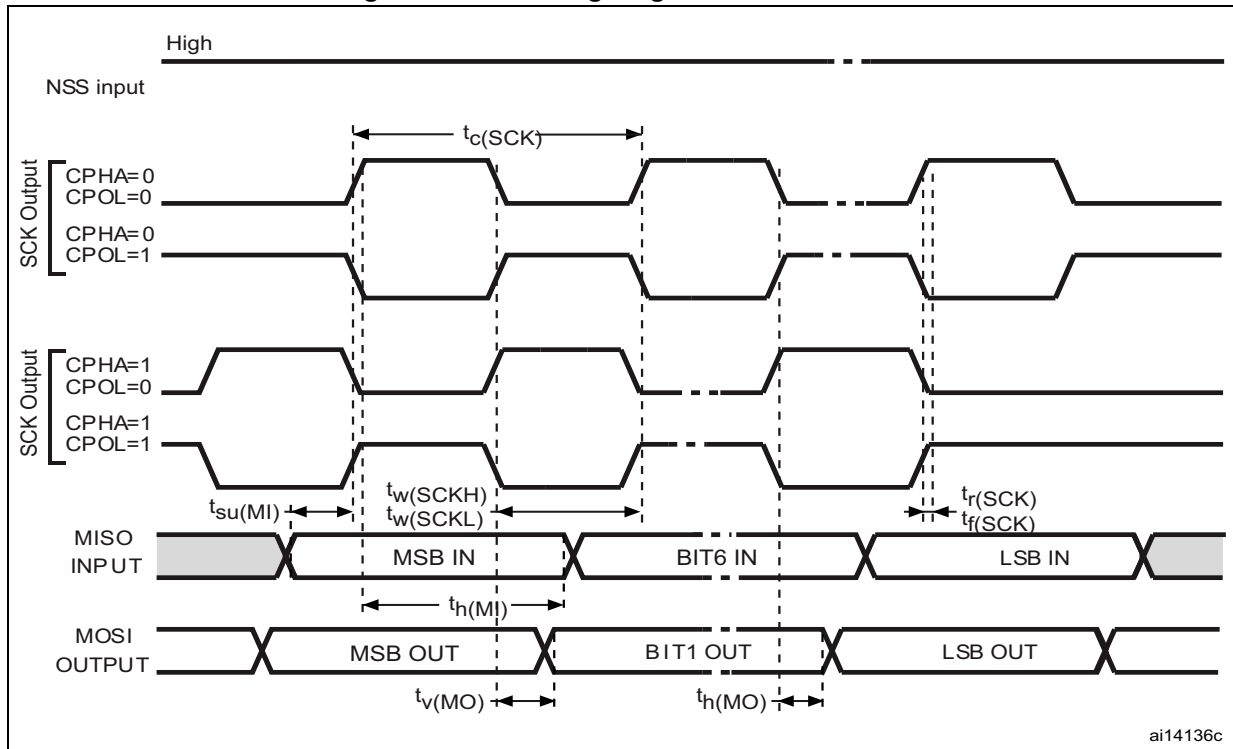 High
NSS input
tc(SCK)
SCK Output
CPHA=0
CPOL=0
CPHA=0
CPOL=1
SCK Output
CPHA=1
CPOL=0
CPHA=1
CPOL=1
tsu(MI)
tw(SCKH)
tw(SCKL)
tr(SCK)
tf(SCK)
MISO
INPUT
MSB IN
BIT6 IN
LSB IN
th(MI)
MOSI
OUTPUT
MSB OUT
BIT1 OUT
LSB OUT
tv(MO)
th(MO)
ai14136c